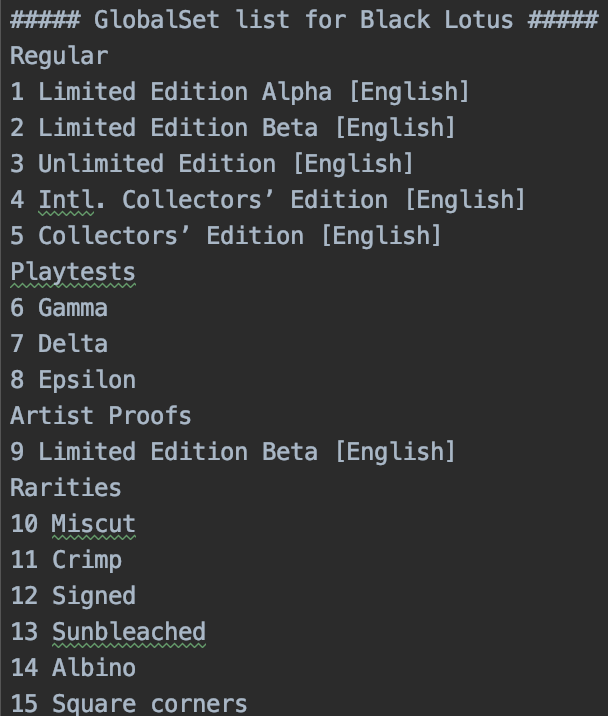 ##### GlobalSet list for Black Lotus #####
Regular
1 Limited Edition Alpha [English]
2 Limited Edition Beta [English]
3 Unlimited Edition [English]
4 Intl. Collectors’ Edition [English]
5 Collectors’ Edition [English]
Playtests
6 Gamma
7 Delta
8 Epsilon
Artist Proofs
9 Limited Edition Beta [English]
Rarities
10 Miscut
11 Crimp
12 Signed
13 Sunbleached
14 Albino
15 Square corners